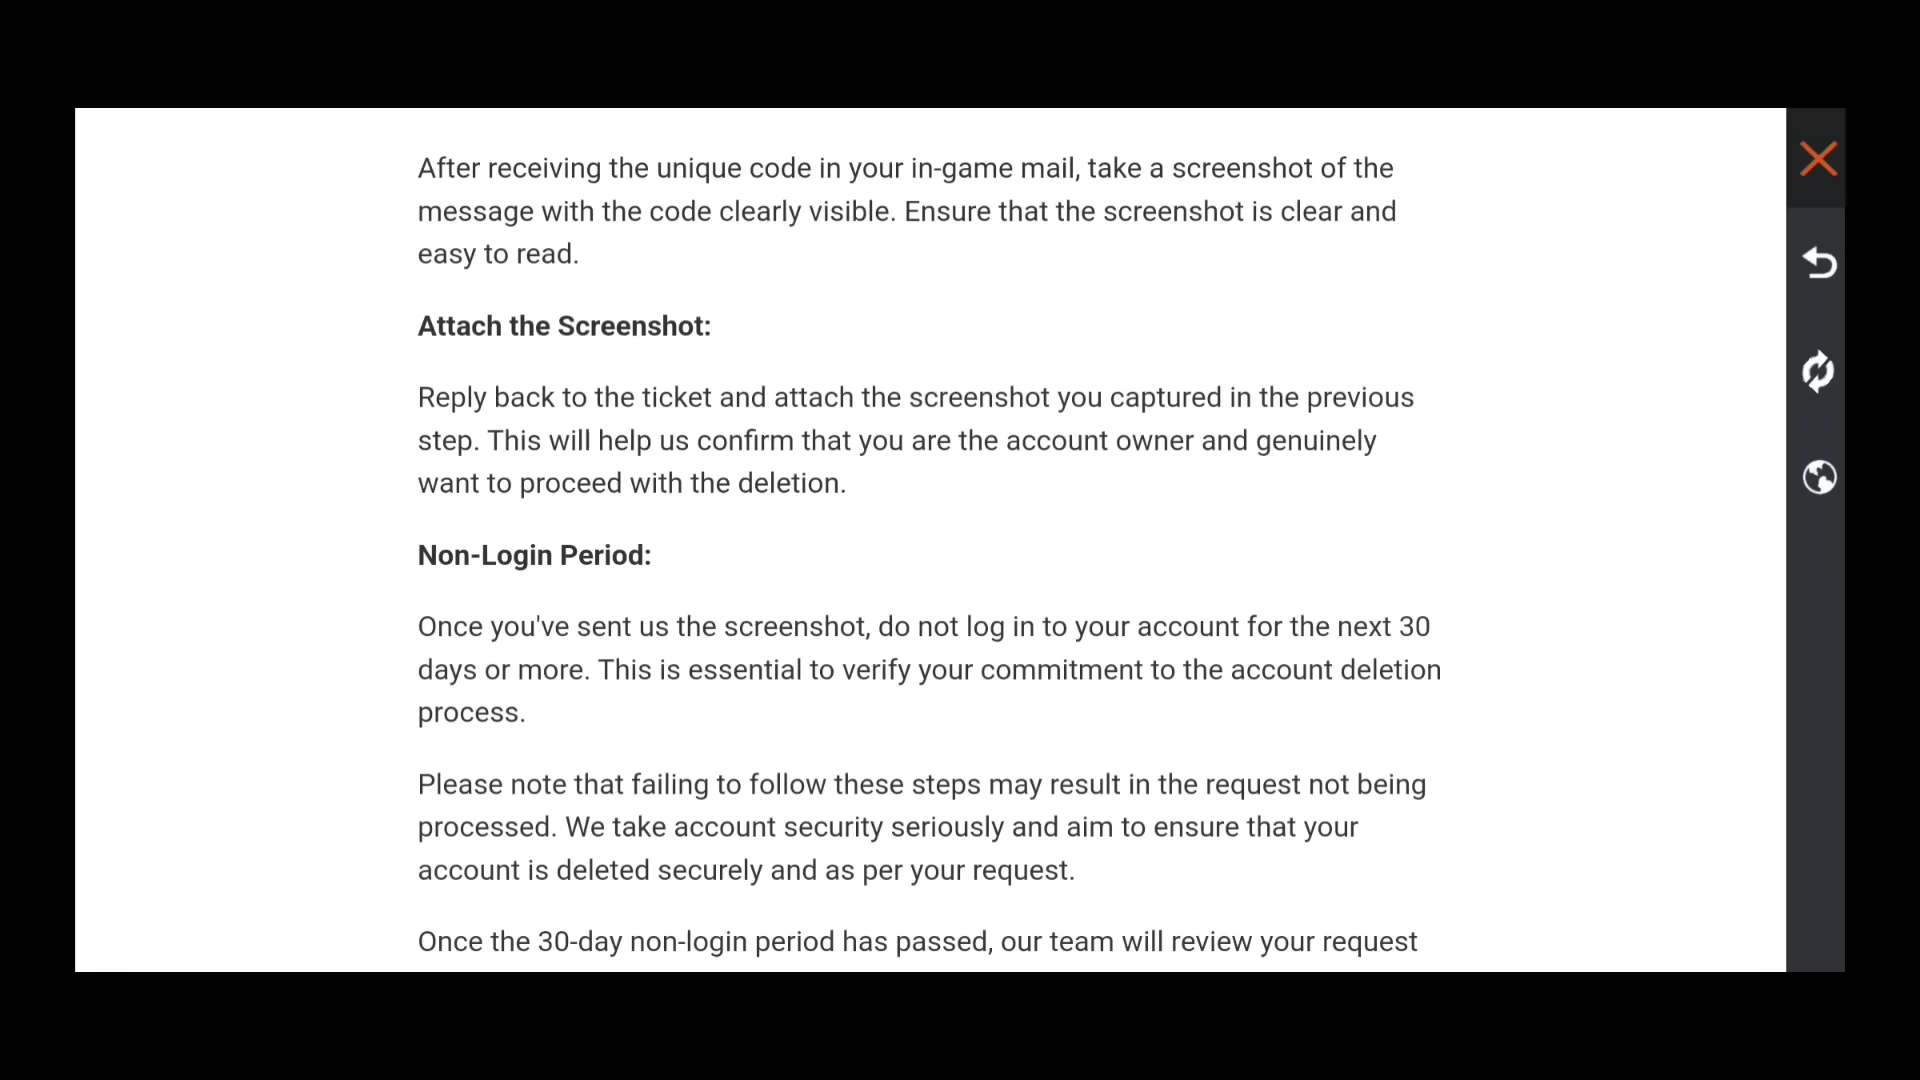 After receiving the unique code in your in-game mail, take a screenshot of the
message with the code clearly visible. Ensure that the screenshot is clear and
easy to read.
Attach the Screenshot:
Reply back to the ticket and attach the screenshot you captured in the previous
step. This will help us confirm that you are the account owner and genuinely
want to proceed with the deletion.
Non-Login Period:
Once you've sent us the screenshot, do not log in to your account for the next 30
days or more. This is essential to verify your commitment to the account deletion
process.
Please note that failing to follow these steps may result in the request not being
processed. We take account security seriously and aim to ensure that your
account is deleted securely and as per your request.
Once the 30-day non-login period has passed, our team will review your request